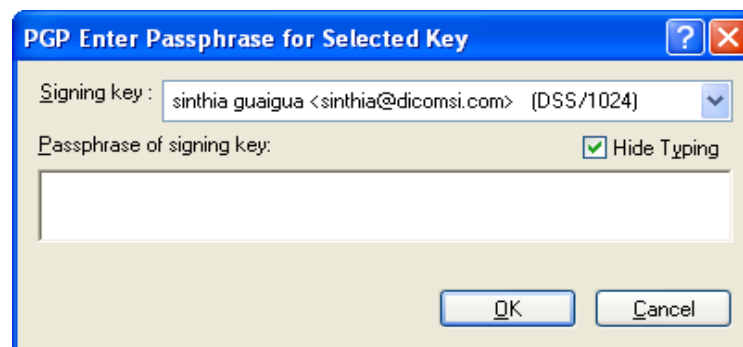 PGP Enter Passphrase for Selected Key
Signing key : sinthia guaigua <sinthia@dicomsi.com> (DSS/1024)
Passphrase of signing key: Hide Typing
OK Cancel